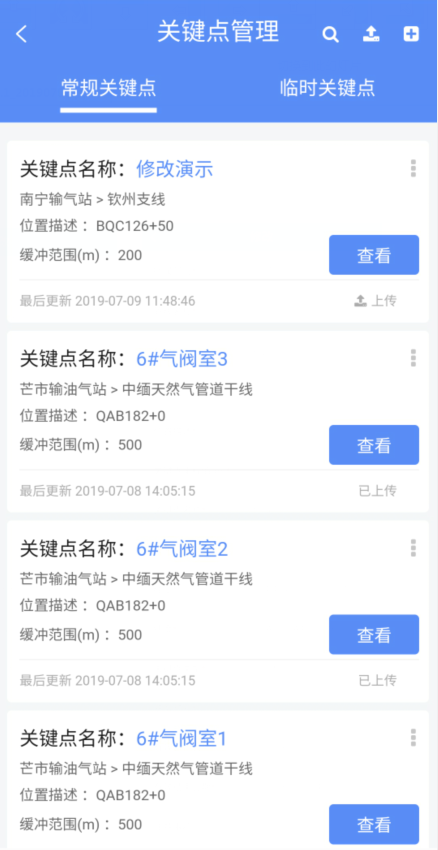 关键点管理
常规关键点 临时关键点
关键点名称：修改演示
南宁输气站 > 钦州支线
位置描述：BQC126+50
缓冲范围(m)：200
查看
最后更新 2019-07-09 11:48:46 上传
关键点名称：6#气阀室3
芒市输油气站 > 中缅天然气管道干线
位置描述：QAB182+0
缓冲范围(m)：500
查看
最后更新 2019-07-08 14:05:15 已上传
关键点名称：6#气阀室2
芒市输油气站 > 中缅天然气管道干线
位置描述：QAB182+0
缓冲范围(m)：500
查看
最后更新 2019-07-08 14:05:15 已上传
关键点名称：6#气阀室1
芒市输油气站 > 中缅天然气管道干线
位置描述：QAB182+0
缓冲范围(m)：500
查看